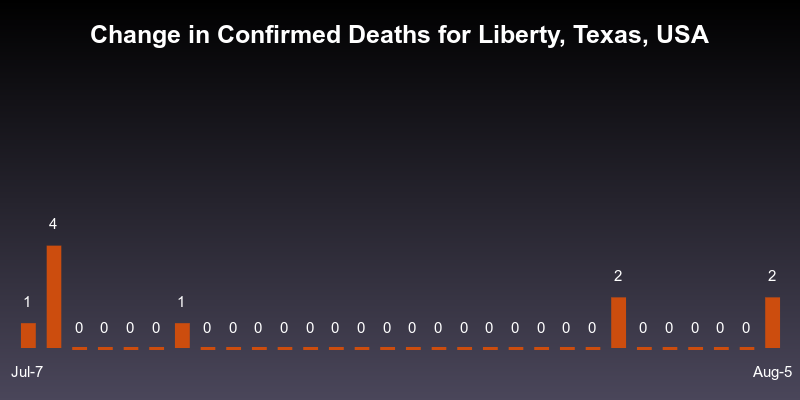 Change in Confirmed Deaths for Liberty, Texas, USA
4
2 2
1 1
0 0 0 0 0 0 0 0 0 0 0 0 0 0 0 0 0 0 0 0 0 0 0 0 0
Jul-7 Aug-5